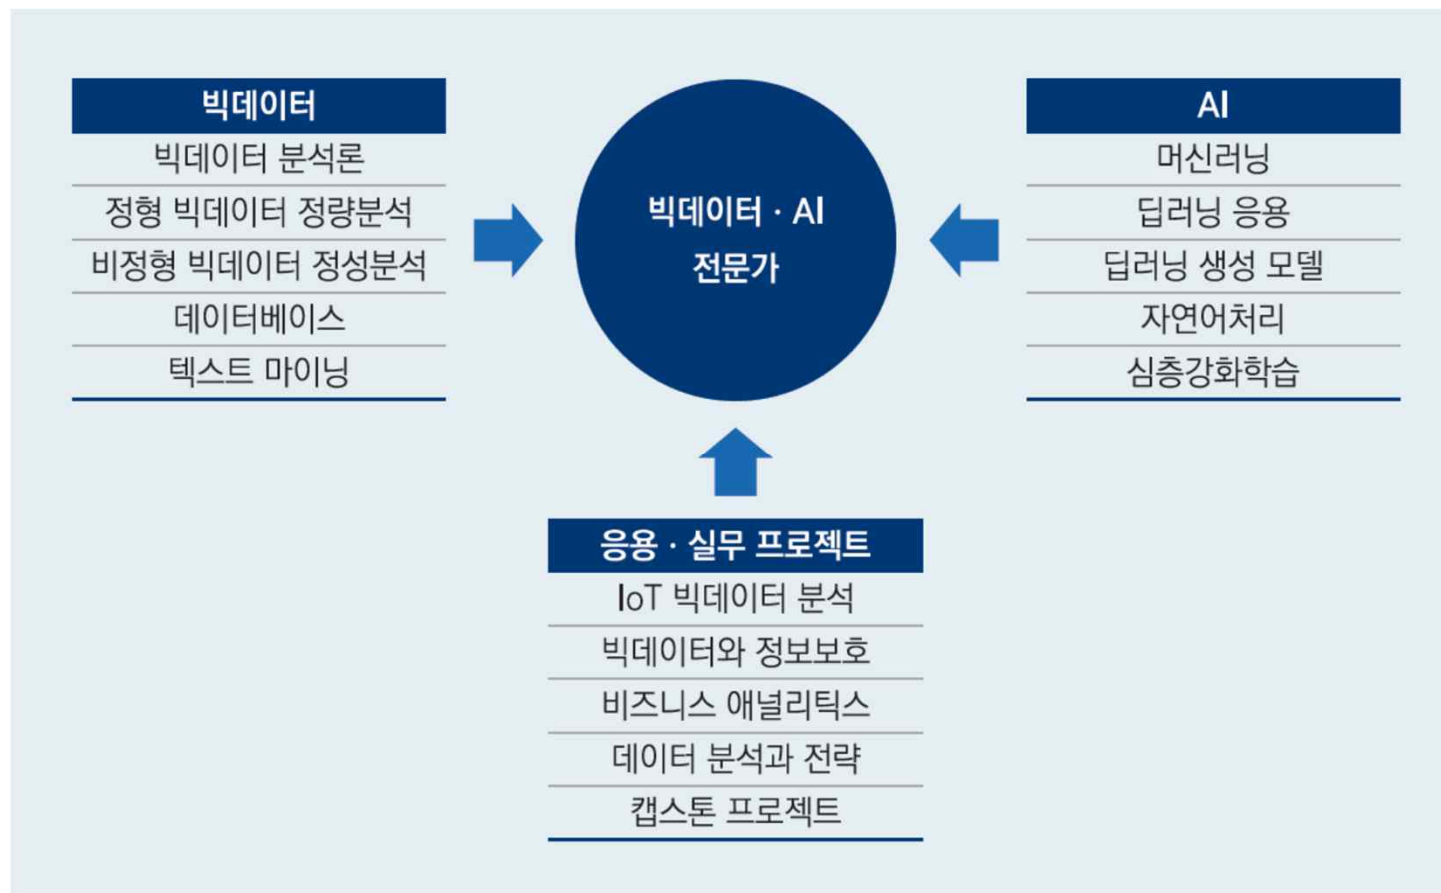 빅데이터
빅데이터 분석론
정형 빅데이터 정량분석
비정형 빅데이터 정성분석
데이터베이스
텍스트 마이닝
빅데이터 · AI
전문가
AI
머신러닝
딥러닝 응용
딥러닝 생성 모델
자연어처리
심층강화학습
응용 · 실무 프로젝트
IoT 빅데이터 분석
빅데이터와 정보보호
비즈니스 애널리틱스
데이터 분석과 전략
캡스톤 프로젝트